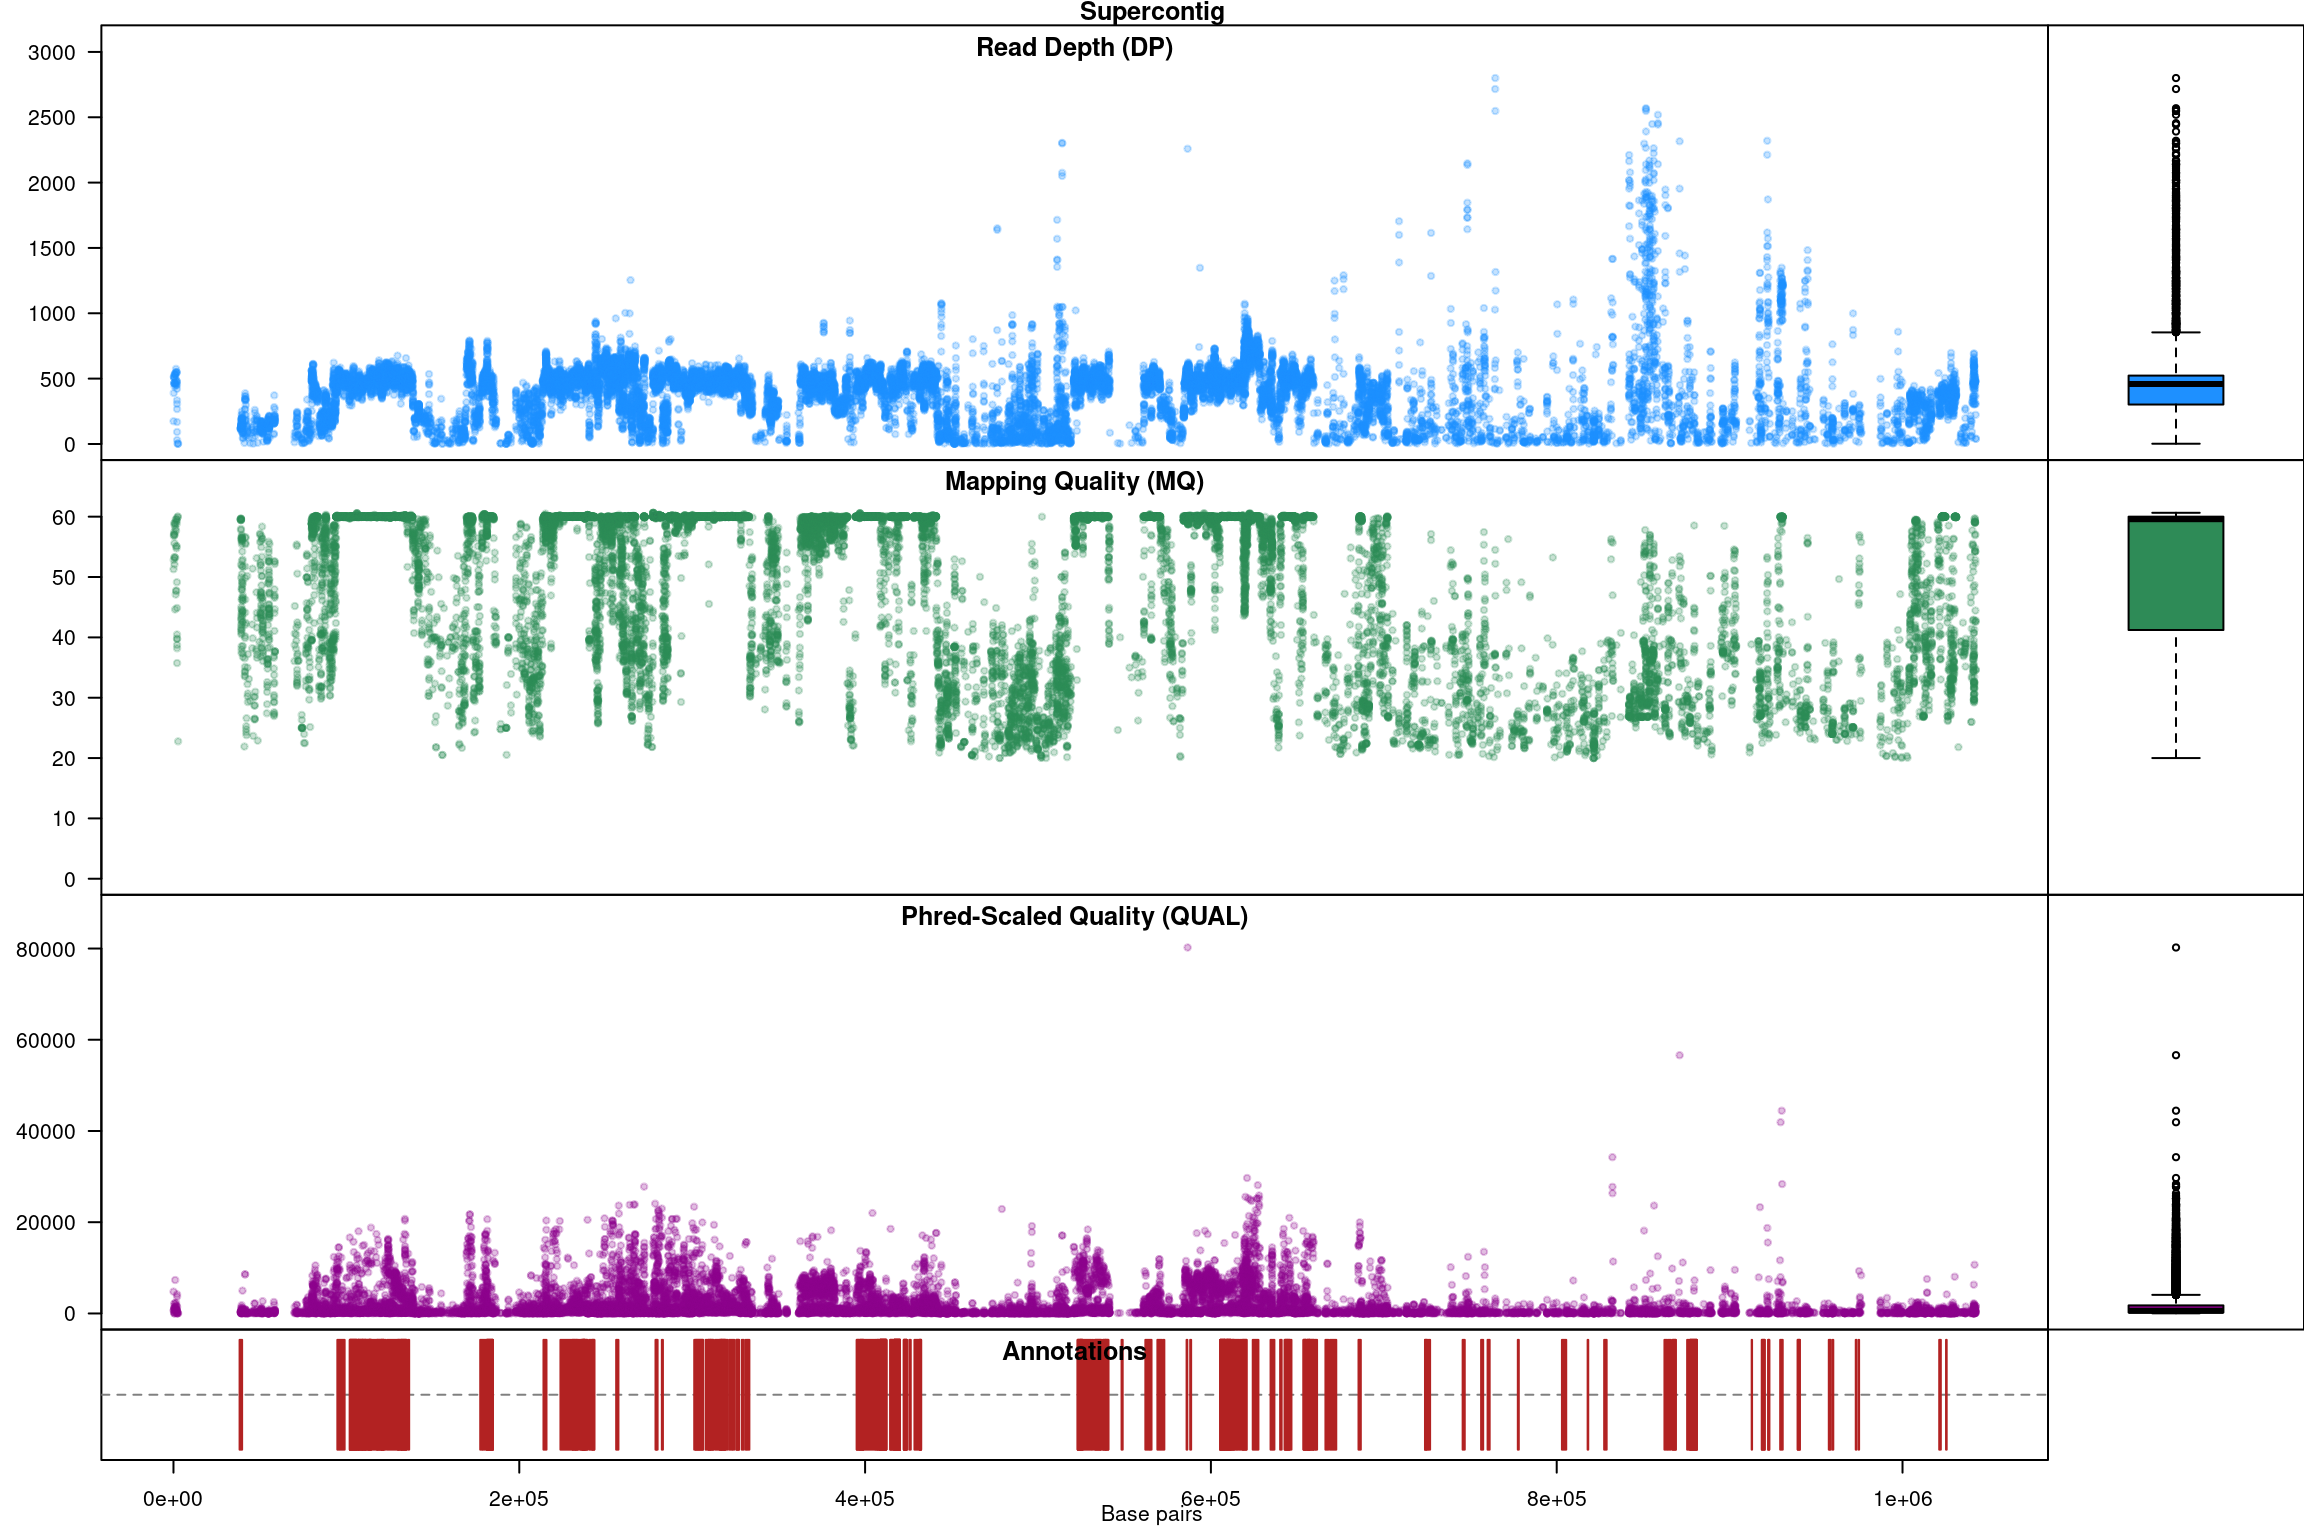 Supercontig
Read Depth (DP)
3000
2500
2000
1500
1000
500
0
Mapping Quality (MQ)
60
50
40
30
20
10
0
Phred-Scaled Quality (QUAL)
80000
60000
40000
20000
0
Annotations
0e+00 2e+05 4e+05 6e+05 8e+05 1e+06
Base pairs